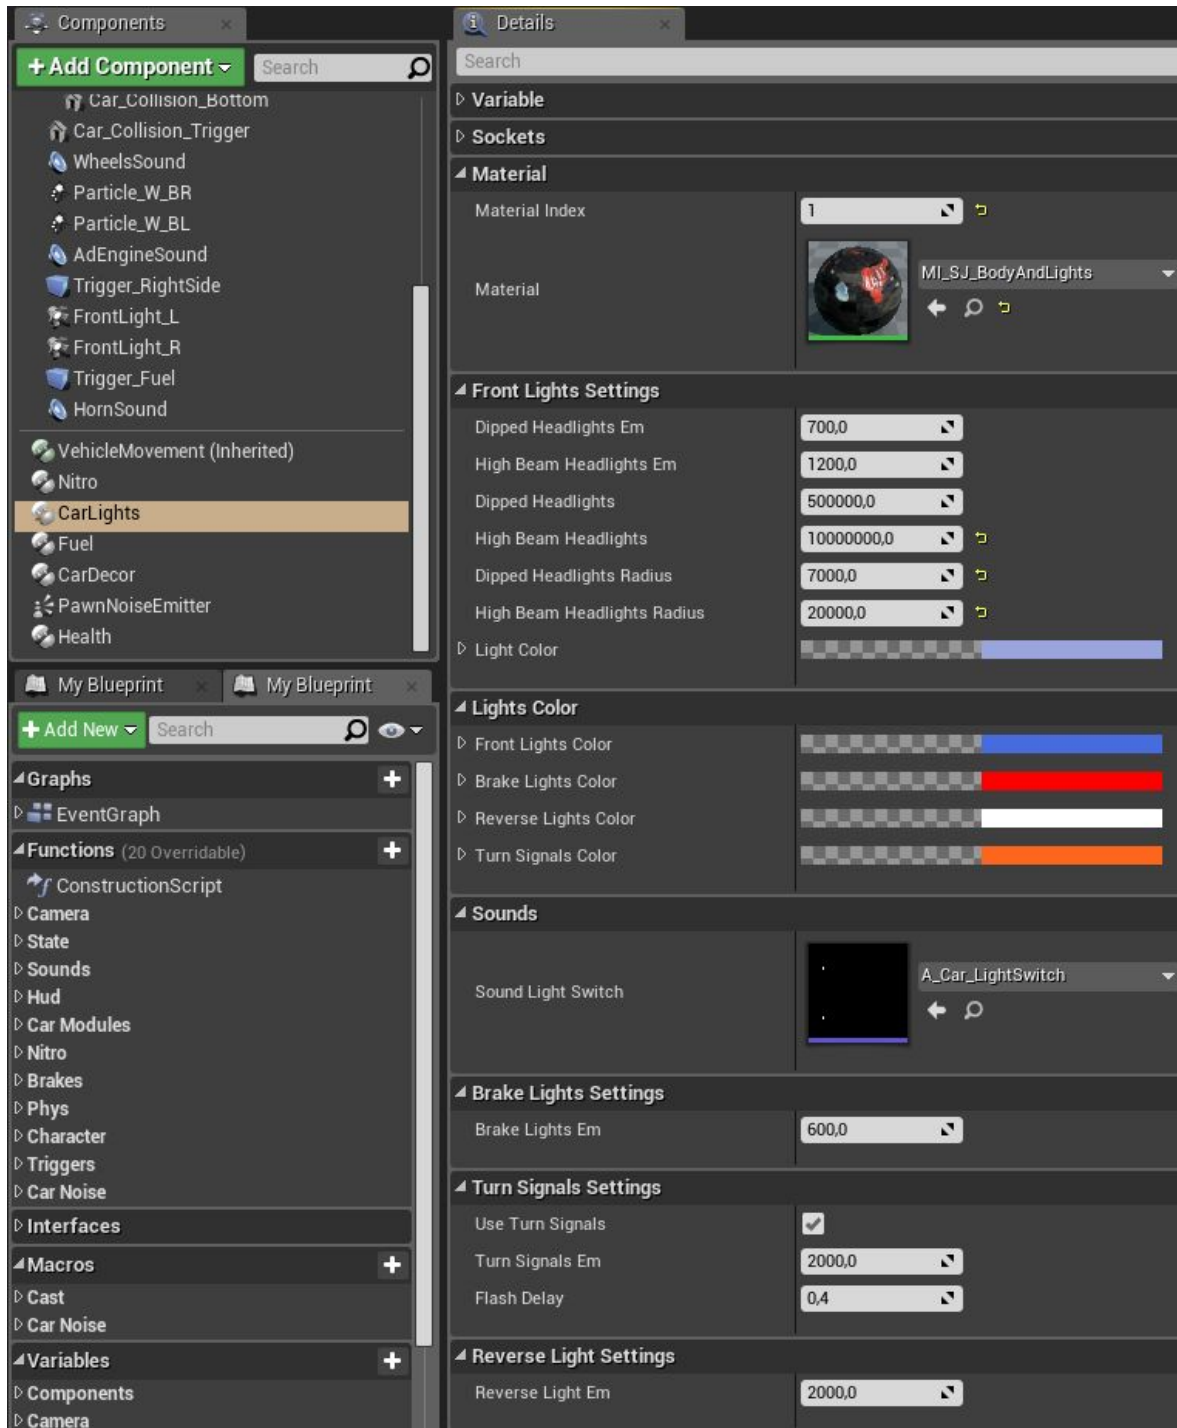 Components
+ Add Component
Search
Car_Collision_Bottom
Car_Collision_Trigger
WheelsSound
Particle_W_BR
Particle_W_BL
AdEngineSound
Trigger_RightSide
FrontLight_L
FrontLight_R
Trigger_Fuel
HornSound
VehicleMovement (Inherited)
Nitro
CarLights
Fuel
CarDecor
PawnNoiseEmitter
Health
My Blueprint
My Blueprint
+ Add New
Search
Graphs
EventGraph
Functions (20 Overridable)
ConstructionScript
Camera
State
Sounds
Hud
Car Modules
Nitro
Brakes
Phys
Character
Triggers
Car Noise
Interfaces
Macros
Cast
Car Noise
Variables
Components
Camera
Details
Search
Variable
Sockets
Material
Material Index 1
Material MI_SJ_BodyAndLights
Front Lights Settings
Dipped Headlights Em 700,0
High Beam Headlights Em 1200,0
Dipped Headlights 500000,0
High Beam Headlights 10000000,0
Dipped Headlights Radius 7000,0
High Beam Headlights Radius 20000,0
Light Color
Lights Color
Front Lights Color
Brake Lights Color
Reverse Lights Color
Turn Signals Color
Sounds
Sound Light Switch A_Car_LightSwitch
Brake Lights Settings
Brake Lights Em 600,0
Turn Signals Settings
Use Turn Signals
Turn Signals Em 2000,0
Flash Delay 0,4
Reverse Light Settings
Reverse Light Em 2000,0